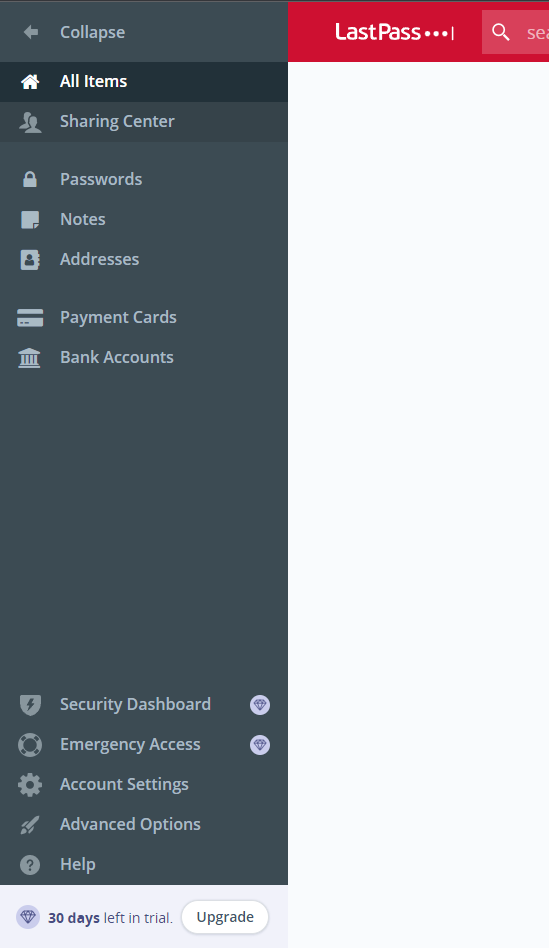 Collapse
LastPass
sea
All Items
Sharing Center
Passwords
Notes
Addresses
Payment Cards
Bank Accounts
Security Dashboard
Emergency Access
Account Settings
Advanced Options
Help
30 days left in trial.
Upgrade